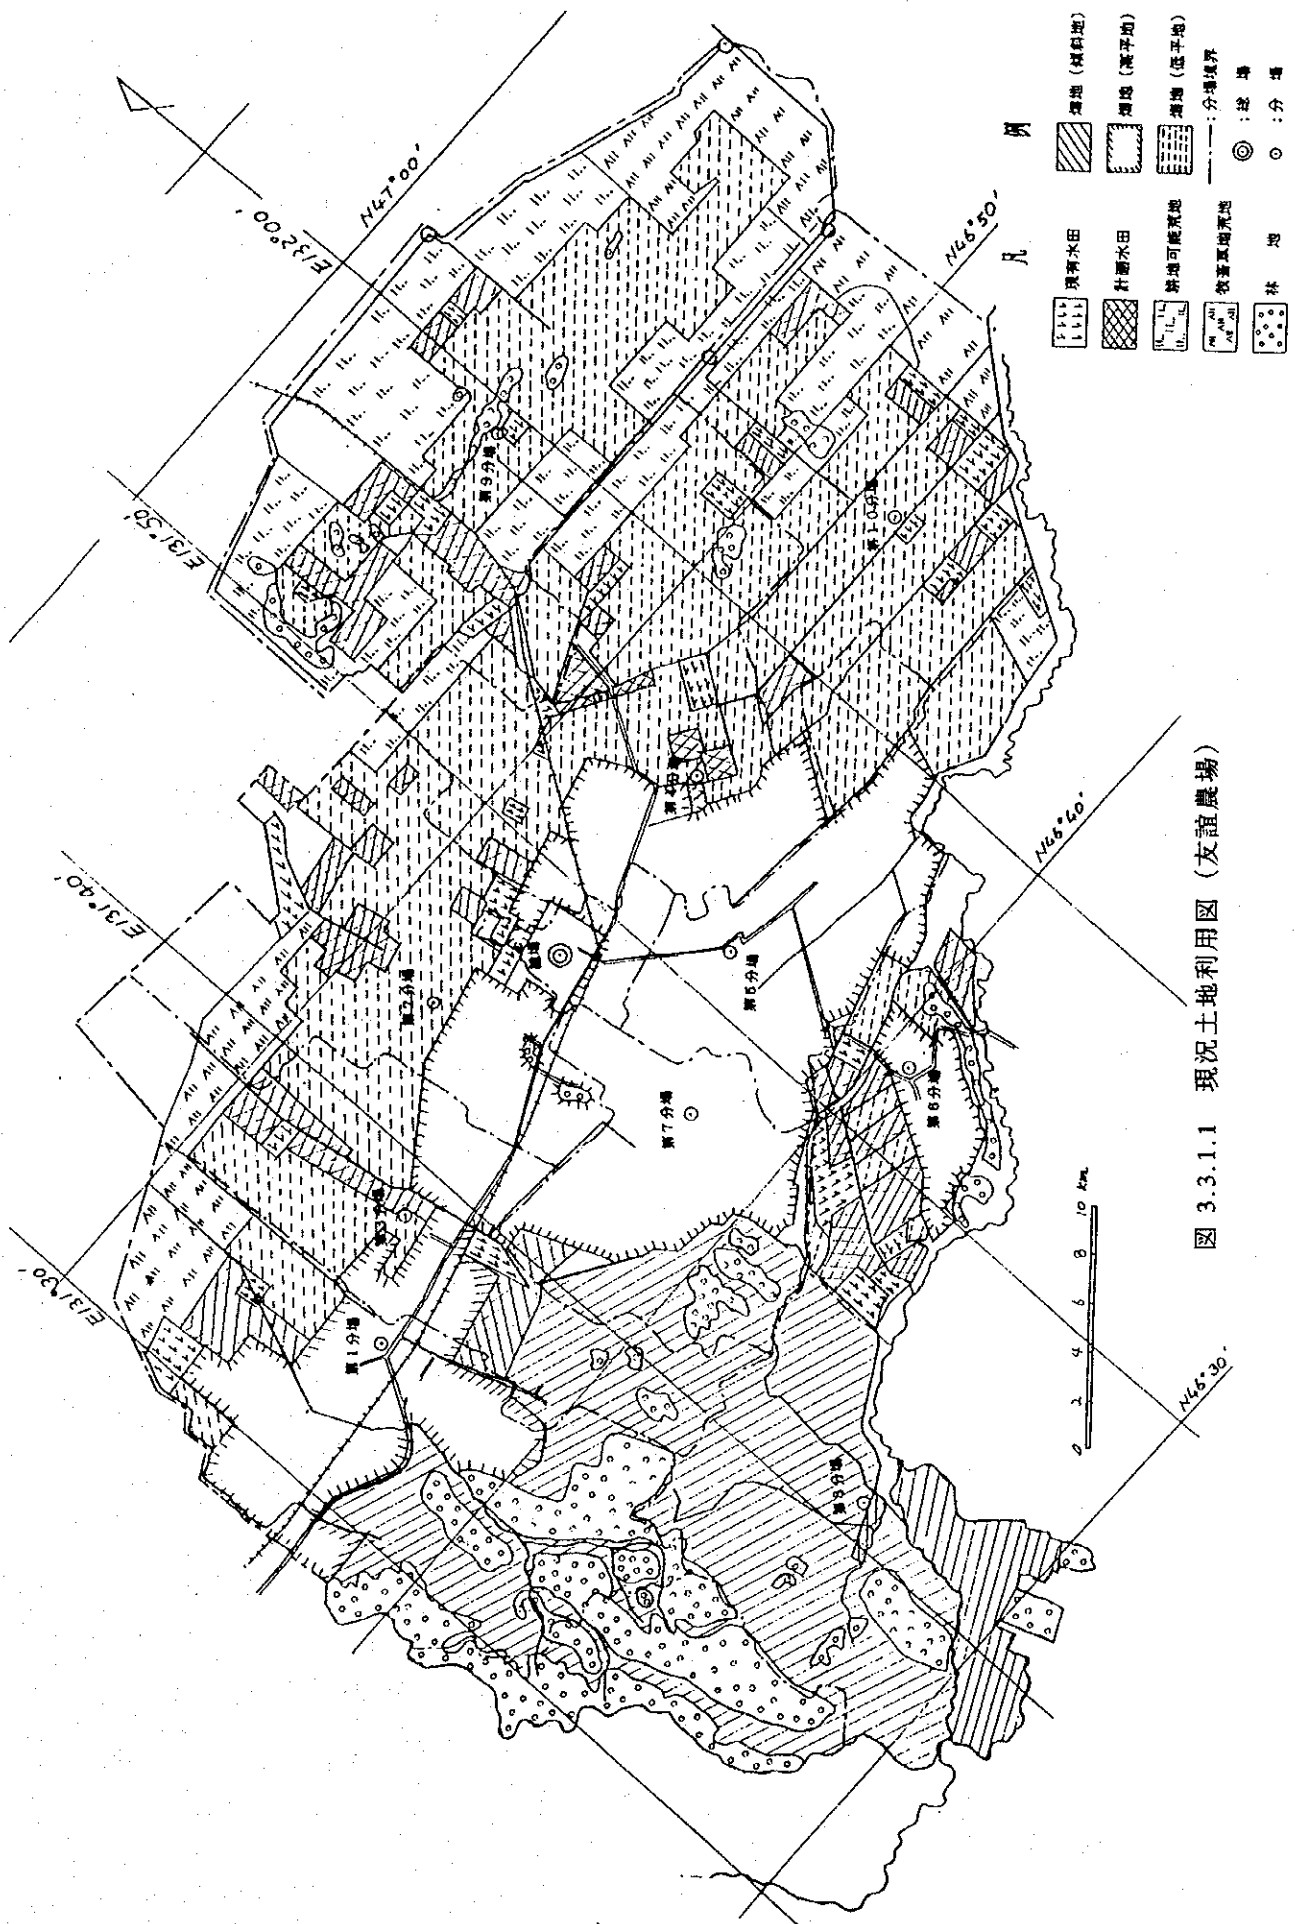 図 3.3.1.1 現況土地利用図 (友誼農場)
凡 例
現有水田
計画水田
耕地可能荒地
牧畜草地荒地
林 地
畑地 (傾斜地)
畑地 (高平地)
畑地 (低平地)
:分場境界
:総 場
:分 場
E131°30'
E131°40'
E131°50'
E132°00'
N47°00'
N46°50'
N46°40'
N46°30'
第1分場
第2分場
第3分場
第4分場
第5分場
第6分場
第7分場
第8分場
第9分場
第10分場
総場
0 2 4 6 8 10 km